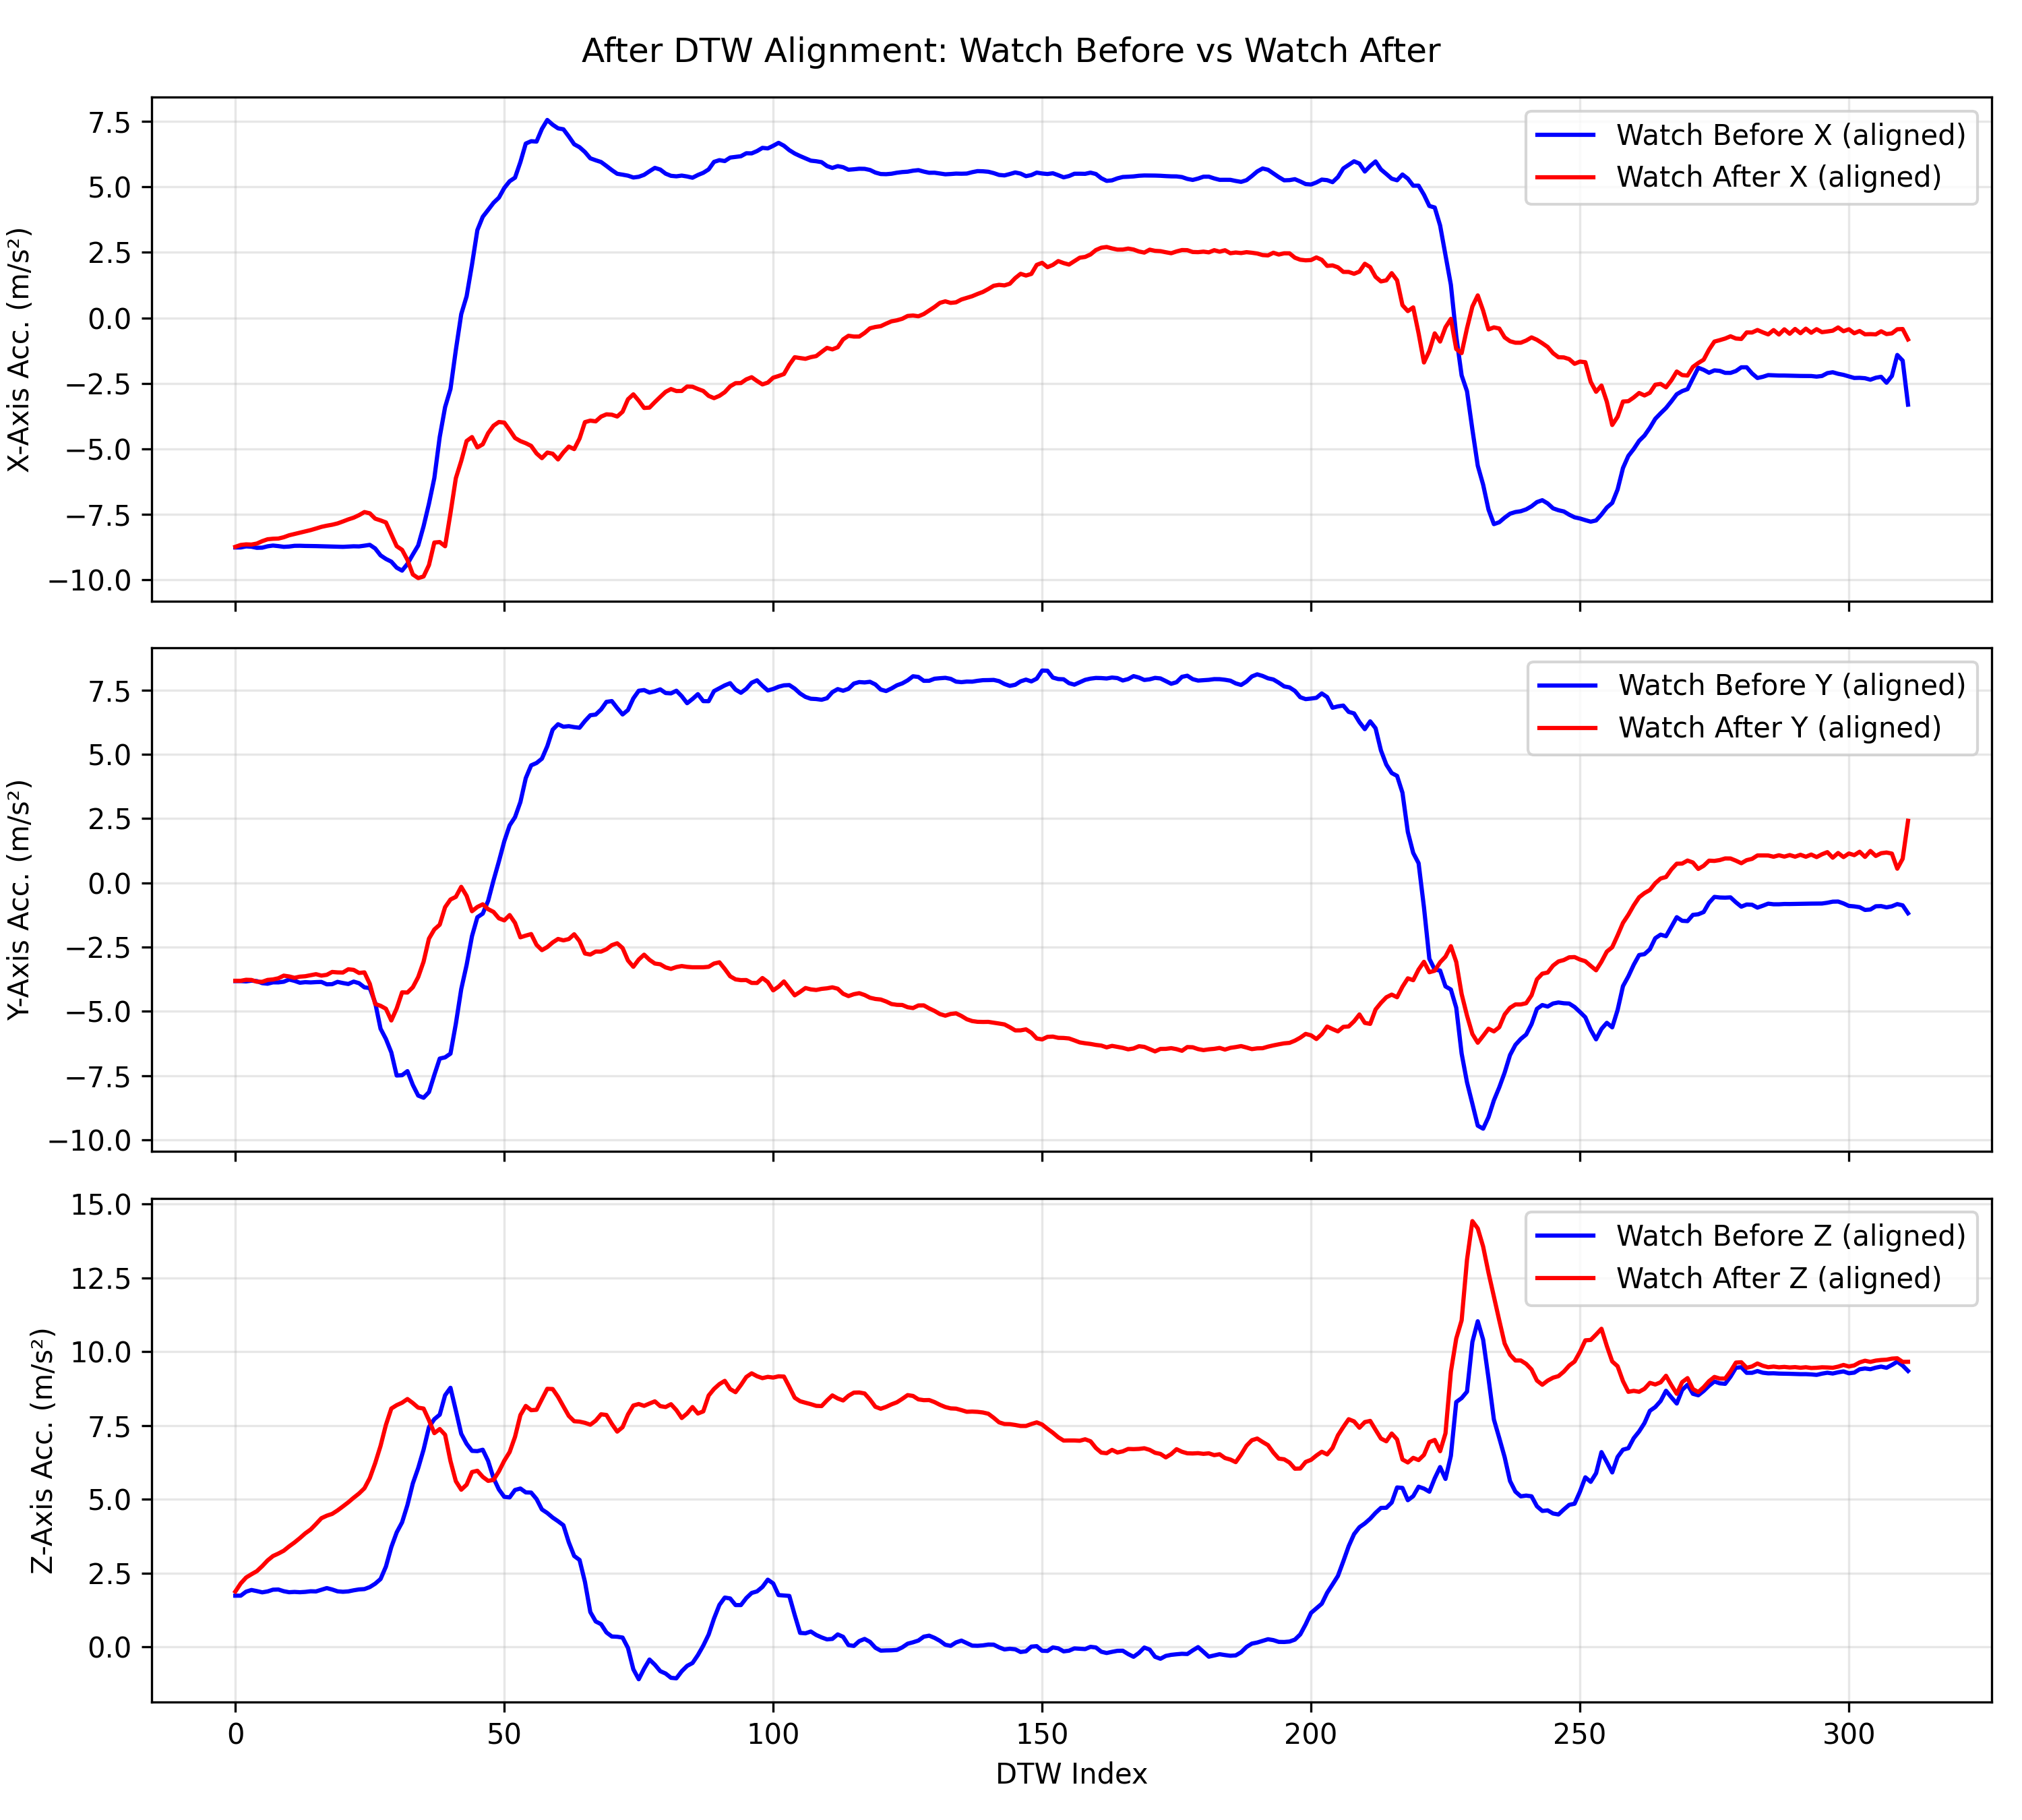 After DTW Alignment: Watch Before vs Watch After
X-Axis Acc. (m/s²)
7.5
5.0
2.5
0.0
−2.5
−5.0
−7.5
−10.0
Watch Before X (aligned)
Watch After X (aligned)
Y-Axis Acc. (m/s²)
7.5
5.0
2.5
0.0
−2.5
−5.0
−7.5
−10.0
Watch Before Y (aligned)
Watch After Y (aligned)
Z-Axis Acc. (m/s²)
15.0
12.5
10.0
7.5
5.0
2.5
0.0
Watch Before Z (aligned)
Watch After Z (aligned)
0 50 100 150 200 250 300
DTW Index